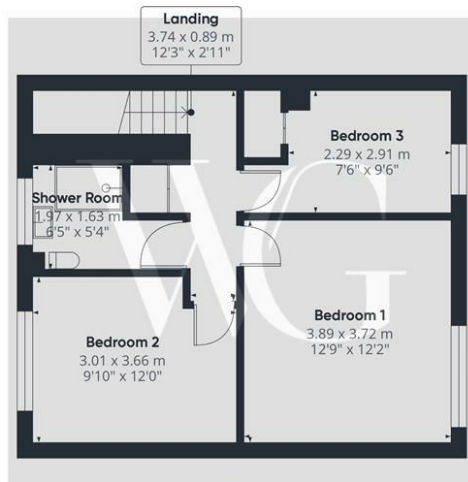 Landing
3.74 x 0.89 m
12'3" x 2'11"
Bedroom 3
2.29 x 2.91 m
7'6" x 9'6"
Shower Room
1.97 x 1.63 m
6'5" x 5'4"
Bedroom 1
3.89 x 3.72 m
12'9" x 12'2"
Bedroom 2
3.01 x 3.66 m
9'10" x 12'0"
WG